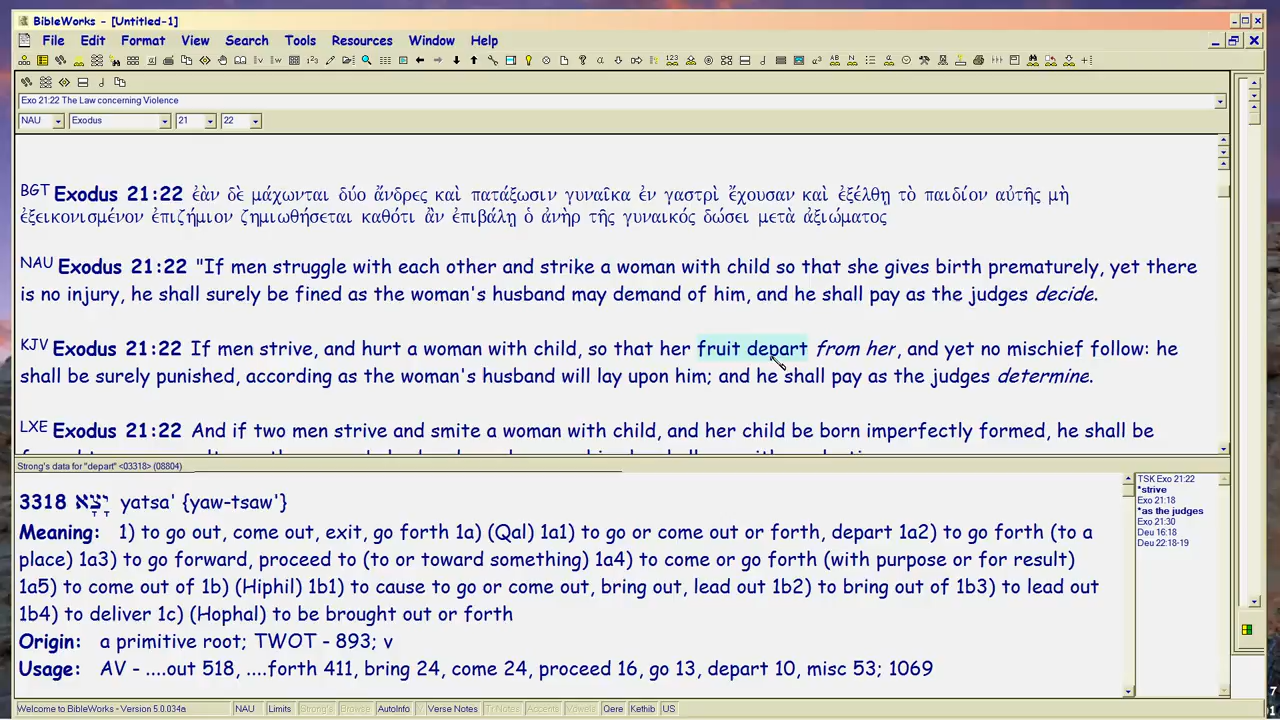 BibleWorks - [Untitled-1]
File Edit Format View Search Tools Resources Window Help
Exo 21:22 The Law concerning Violence
NAU Exodus 21 22
BGT Exodus 21:22 ἐὰν δὲ μάχωνται δύο ἄνδρες καὶ πατάξωσιν γυναῖκα ἐν γαστρὶ ἔχουσαν καὶ ἐξέλθῃ τὸ παιδίον αὐτῆς μὴ
ἐξεικονισμένον ἐπιζήμιον ζημιωθήσεται καθότι ἂν ἐπιβάλῃ ὁ ἀνὴρ τῆς γυναικός δώσει μετὰ ἀξιώματος
NAU Exodus 21:22 "If men struggle with each other and strike a woman with child so that she gives birth prematurely, yet there
is no injury, he shall surely be fined as the woman's husband may demand of him, and he shall pay as the judges decide.
KJV Exodus 21:22 If men strive, and hurt a woman with child, so that her fruit depart from her, and yet no mischief follow: he
shall be surely punished, according as the woman's husband will lay upon him; and he shall pay as the judges determine.
LXE Exodus 21:22 And if two men strive and smite a woman with child, and her child be born imperfectly formed, he shall be
Strong's data for "depart" <03318> (08804)
3318 יָצָא yatsa' {yaw-tsaw'}
Meaning: 1) to go out, come out, exit, go forth 1a) (Qal) 1a1) to go or come out or forth, depart 1a2) to go forth (to a
place) 1a3) to go forward, proceed to (to or toward something) 1a4) to come or go forth (with purpose or for result)
1a5) to come out of 1b) (Hiphil) 1b1) to cause to go or come out, bring out, lead out 1b2) to bring out of 1b3) to lead out
1b4) to deliver 1c) (Hophal) to be brought out or forth
Origin: a primitive root; TWOT - 893; v
Usage: AV - ....out 518, ....forth 411, bring 24, come 24, proceed 16, go 13, depart 10, misc 53; 1069
TSK Exo 21:22
*strive
Exo 21:18
*as the judges
Exo 21:30
Deu 16:18
Deu 22:18-19
Welcome to BibleWorks - Version 5.0.034a NAU Limits Strong's Browse AutoInfo V Verse Notes TrNotes Accents Vowels Qere Kethib US
7
1